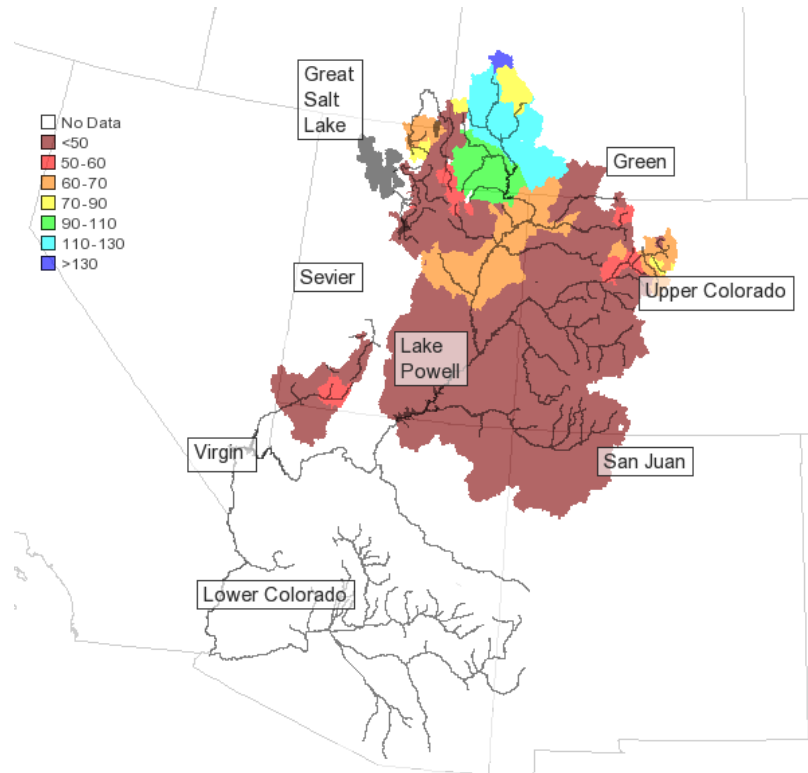 Great
Salt
Lake
No Data
<50
50-60
60-70
70-90
90-110
110-130
>130
Green
Sevier
Upper Colorado
Lake
Powell
Virgin
San Juan
Lower Colorado